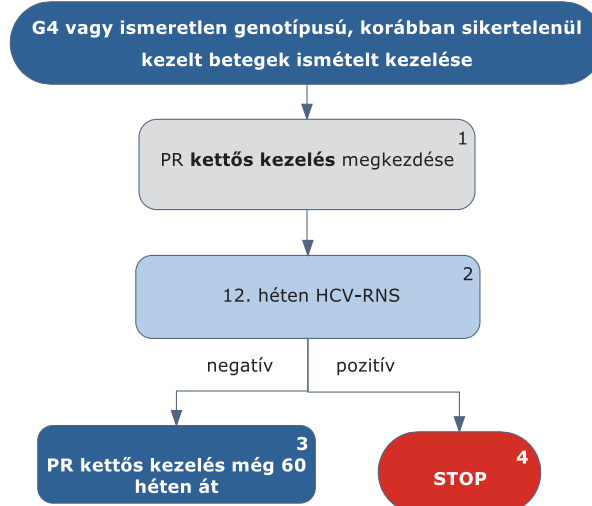 G4 vagy ismeretlen genotípusú, korábban sikertelenül
kezelt betegek ismételt kezelése
1
PR kettős kezelés megkezdése
2
12. héten HCV-RNS
negatív
pozitív
3
PR kettős kezelés még 60
héten át
4
STOP